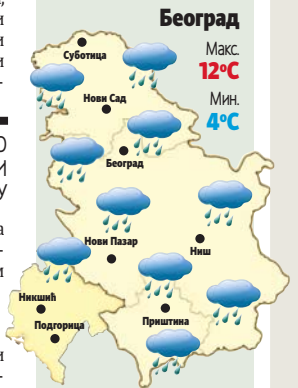 Београд
Макс.
12°C
Мин.
4°C
Суботица
Нови Сад
Београд
Нови Пазар
Ниш
Никшић
Подгорица
Приштина